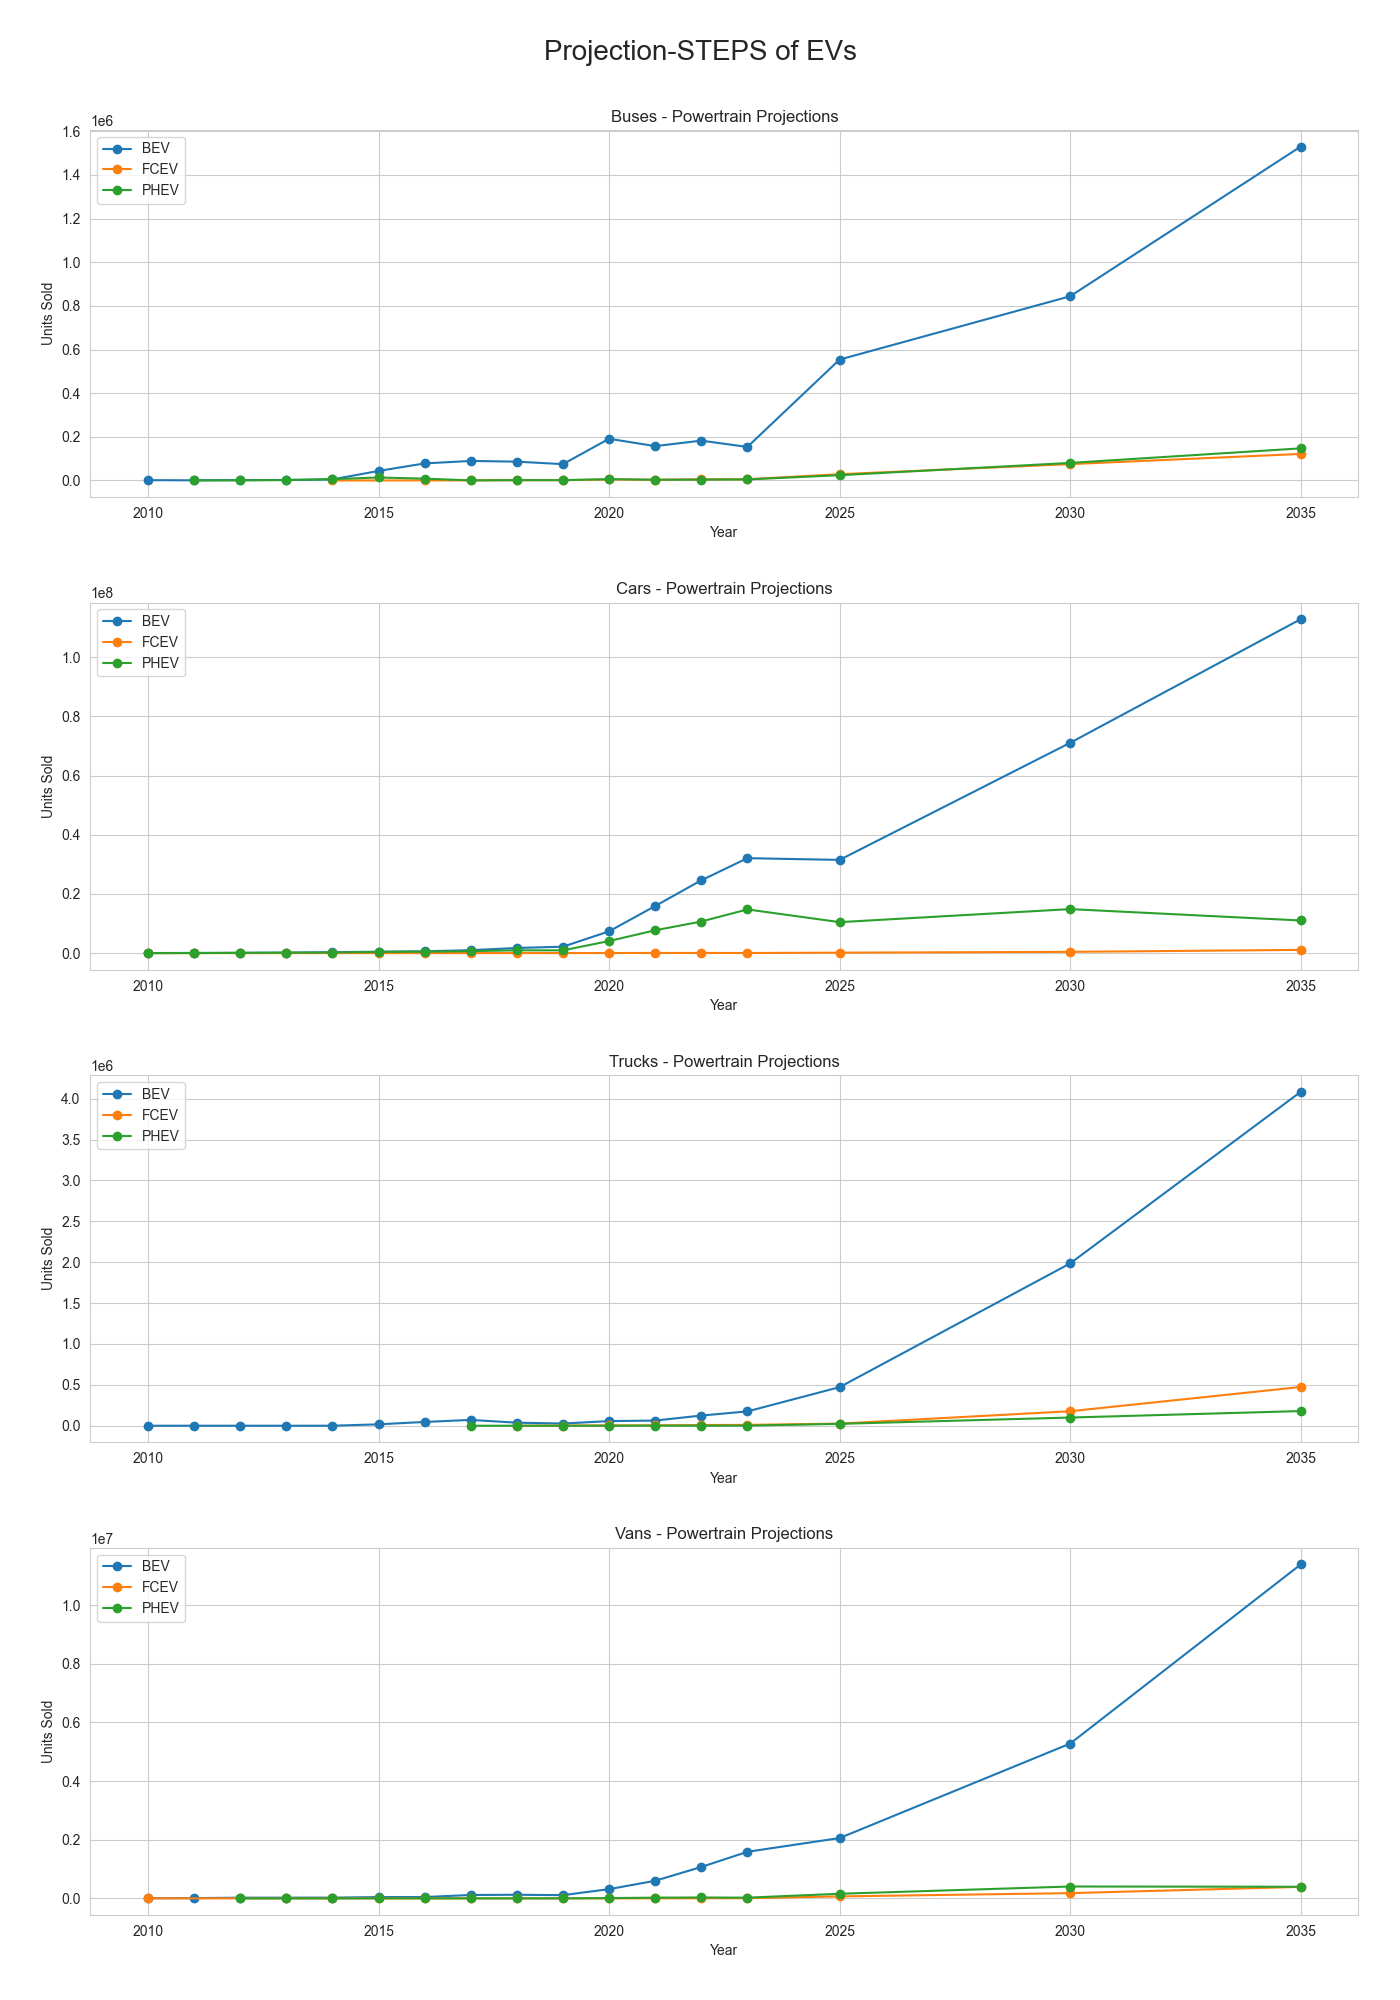 Projection-STEPS of EVs
Buses - Powertrain Projections
1e6
1.6
1.4
1.2
1.0
0.8
0.6
0.4
0.2
0.0
Units Sold
BEV
FCEV
PHEV
2010 2015 2020 2025 2030 2035
Year
Cars - Powertrain Projections
1e8
1.0
0.8
0.6
0.4
0.2
0.0
Units Sold
BEV
FCEV
PHEV
2010 2015 2020 2025 2030 2035
Year
Trucks - Powertrain Projections
1e6
4.0
3.5
3.0
2.5
2.0
1.5
1.0
0.5
0.0
Units Sold
BEV
FCEV
PHEV
2010 2015 2020 2025 2030 2035
Year
Vans - Powertrain Projections
1e7
1.0
0.8
0.6
0.4
0.2
0.0
Units Sold
BEV
FCEV
PHEV
2010 2015 2020 2025 2030 2035
Year